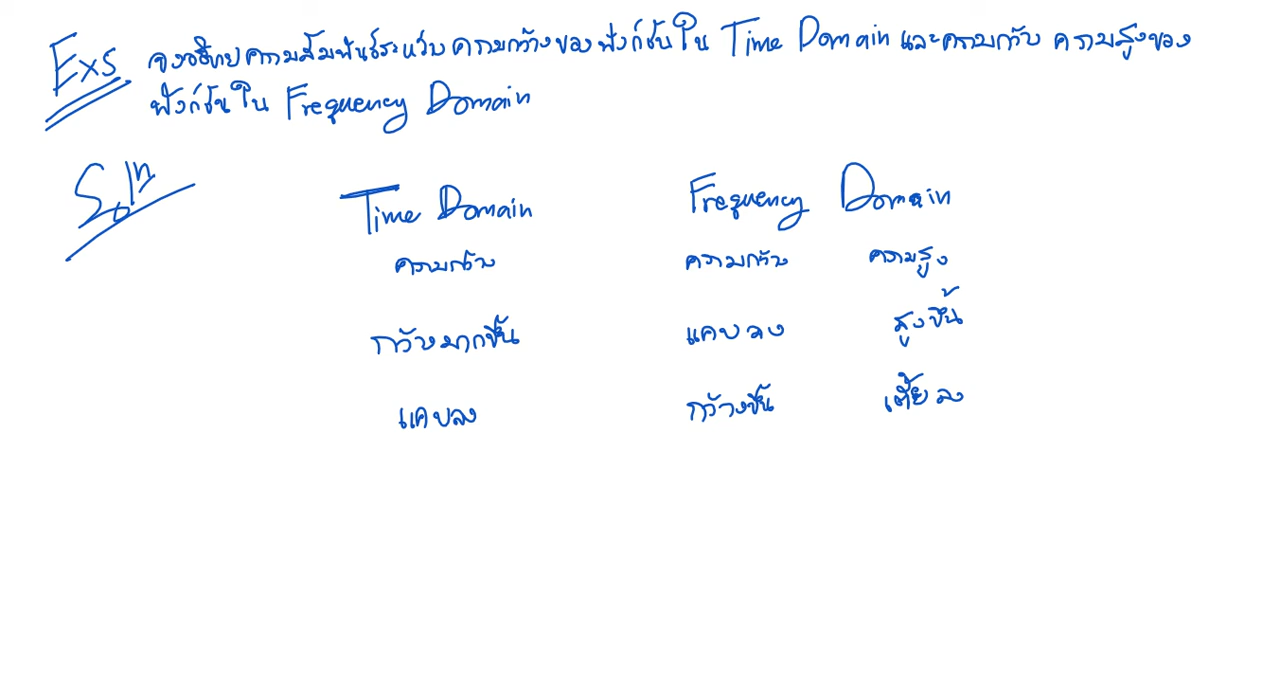 Ex5 จงอธิบายความสัมพันธ์ระหว่างความกว้างของฟังก์ชันใน Time Domain และความกว้าง ความสูงของ
ฟังก์ชันใน Frequency Domain
Solⁿ
Time Domain Frequency Domain
ความกว้าง ความกว้าง ความสูง
กว้างมากขึ้น แคบลง สูงขึ้น
แคบลง กว้างขึ้น เตี้ยลง